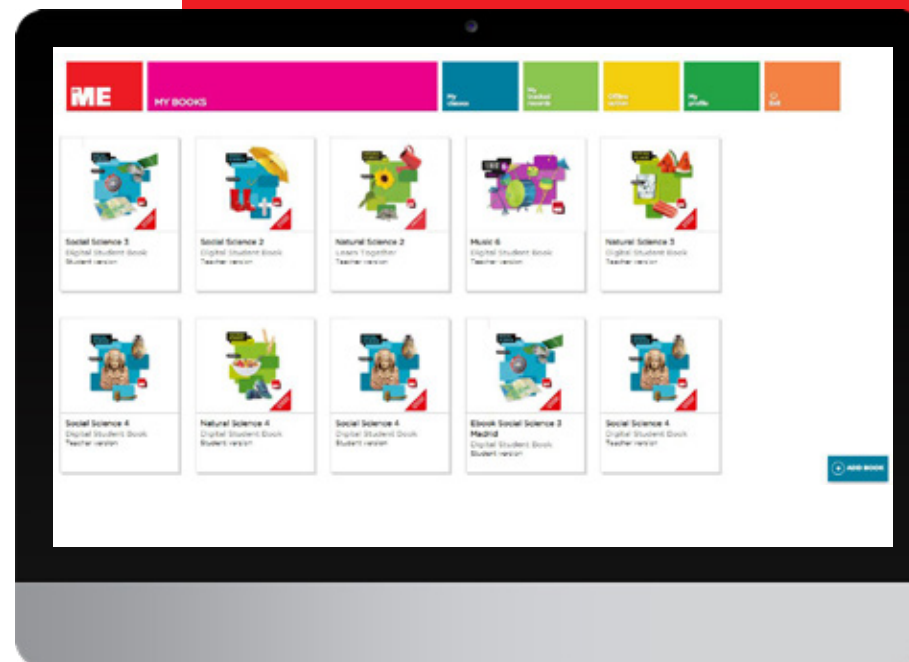 ME
MY BOOKS
My
classes
My
tracked
records
Offline
My
profile
Exit
Social Science 3
Digital Student Book
Student version
Social Science 2
Digital Student Book
Teacher version
Natural Science 2
Learn Together
Teacher version
Music 6
Digital Student Book
Teacher version
Natural Science 3
Digital Student Book
Teacher version
Social Science 4
Digital Student Book
Teacher version
Natural Science 4
Digital Student Book
Student version
Social Science 4
Digital Student Book
Student version
Ebook Social Science 3
Madrid
Digital Student Book
Student version
Social Science 4
Digital Student Book
Teacher version
ADD BOOK